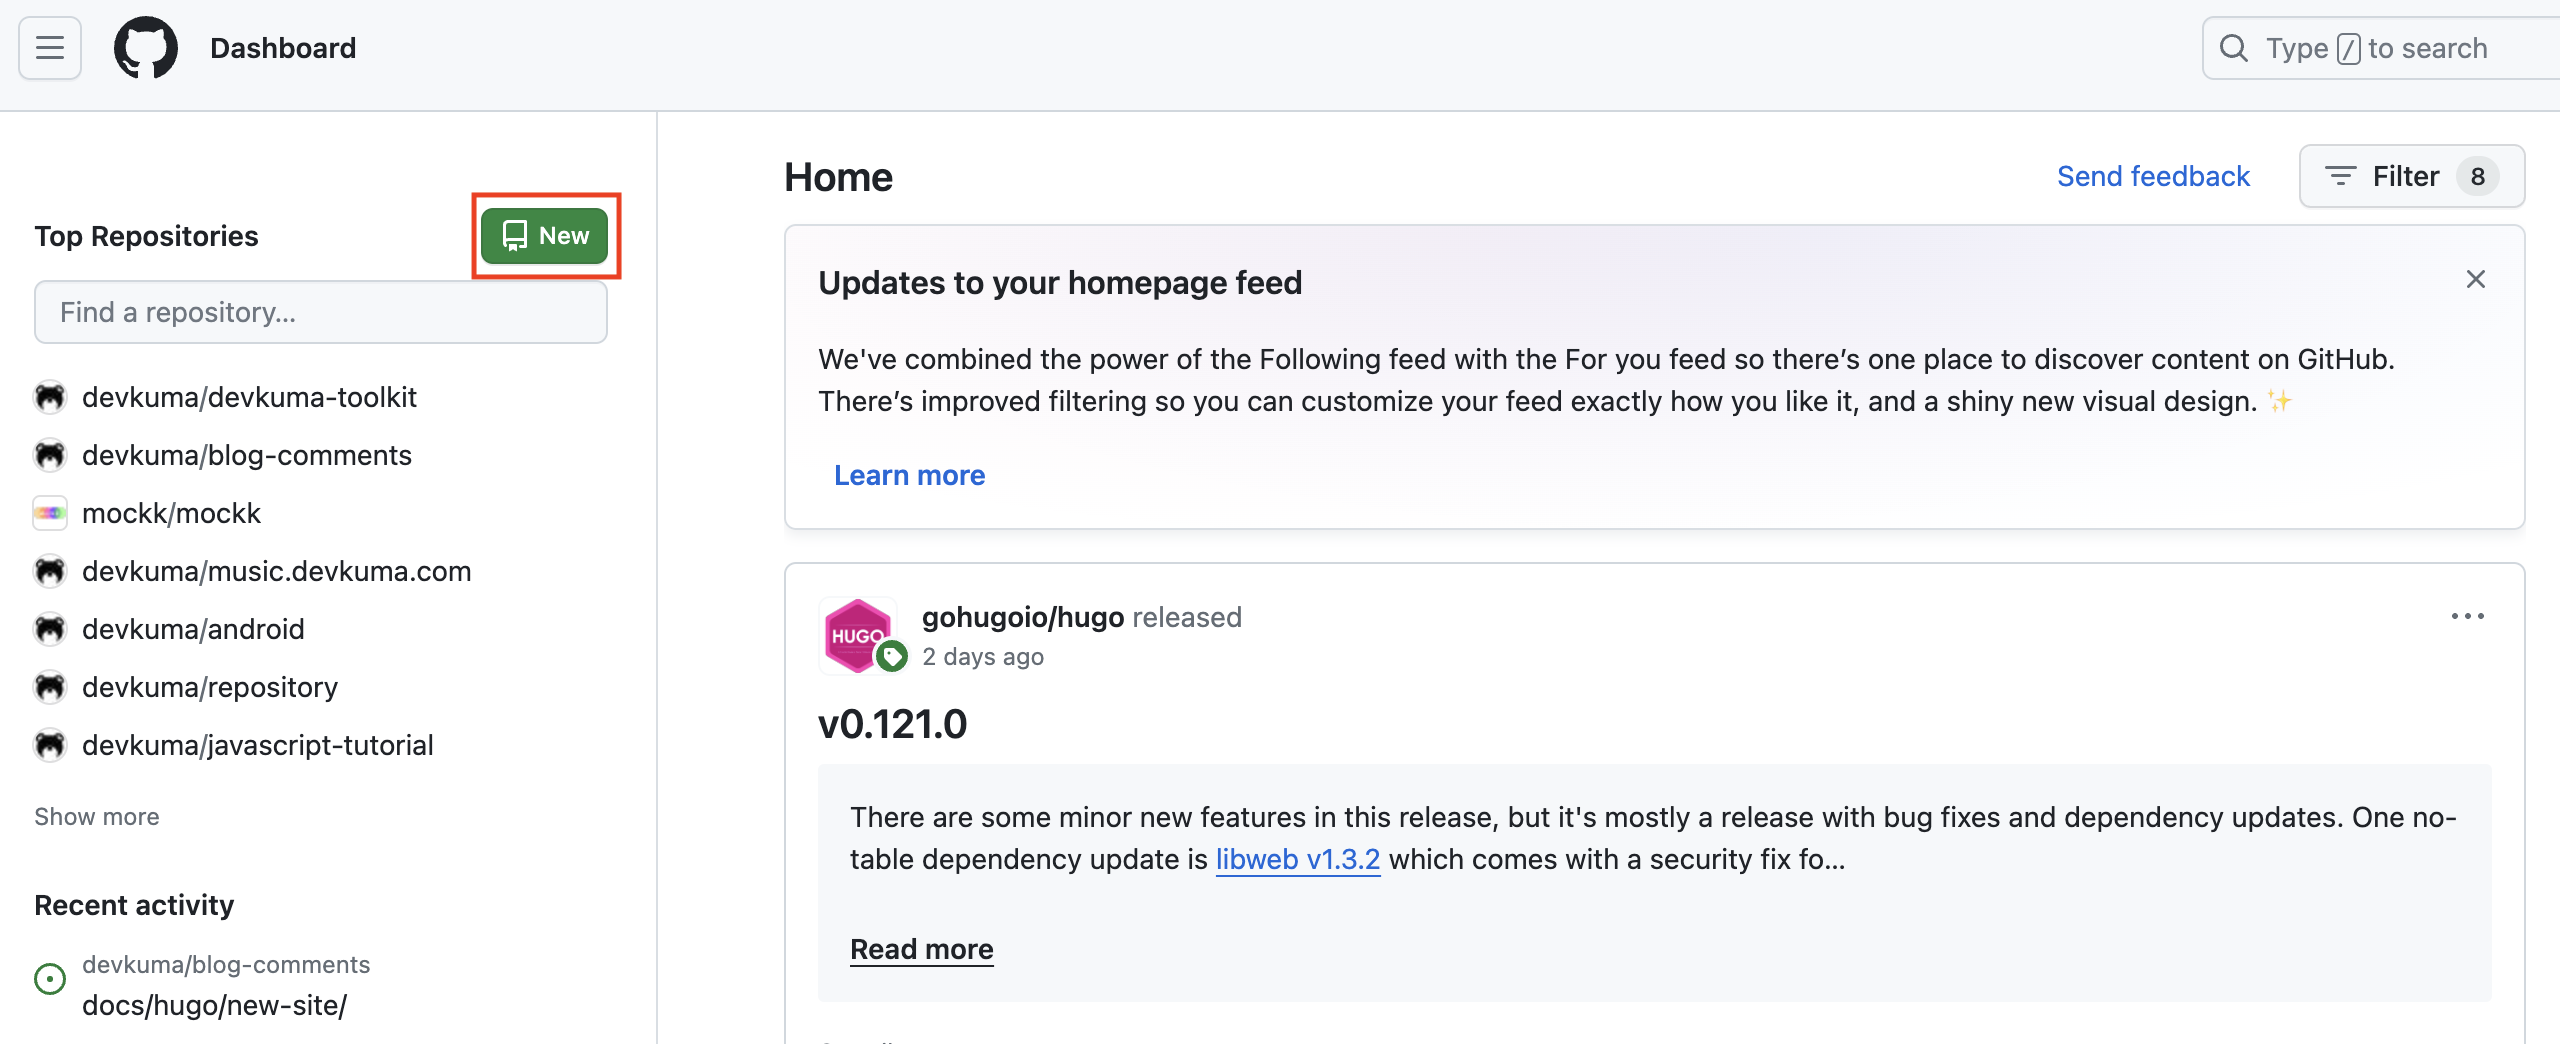 Dashboard
Type / to search
Top Repositories
New
Find a repository...
devkuma/devkuma-toolkit
devkuma/blog-comments
mockk/mockk
devkuma/music.devkuma.com
devkuma/android
devkuma/repository
devkuma/javascript-tutorial
Show more
Recent activity
devkuma/blog-comments
docs/hugo/new-site/
Home
Send feedback
Filter 8
Updates to your homepage feed
We've combined the power of the Following feed with the For you feed so there’s one place to discover content on GitHub.
There’s improved filtering so you can customize your feed exactly how you like it, and a shiny new visual design. ✨
Learn more
HUGO
gohugoio/hugo released
2 days ago
v0.121.0
There are some minor new features in this release, but it's mostly a release with bug fixes and dependency updates. One no-
table dependency update is libweb v1.3.2 which comes with a security fix fo...
Read more